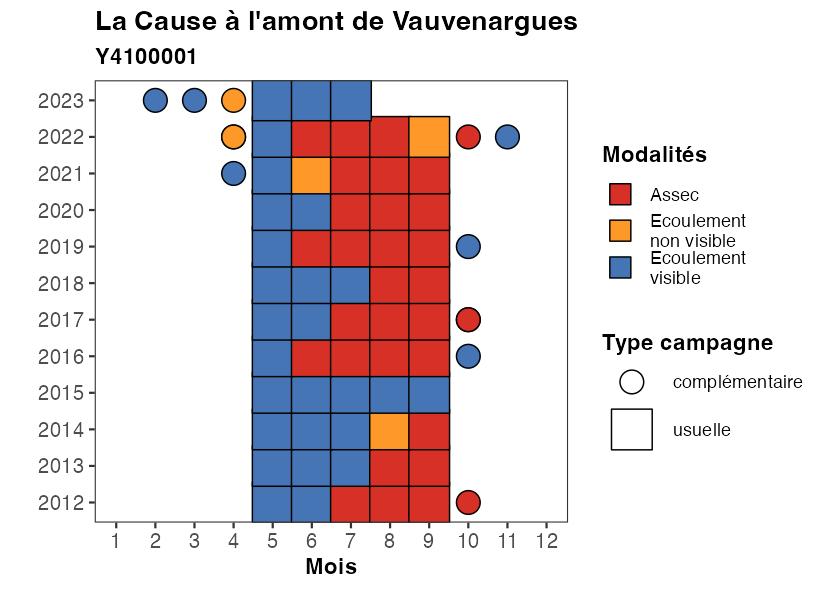 La Cause à l'amont de Vauvenargues
Y4100001
2023
2022
2021
2020
2019
2018
2017
2016
2015
2014
2013
2012
1 2 3 4 5 6 7 8 9 10 11 12
Mois
Modalités
Assec
Ecoulement
non visible
Ecoulement
visible
Type campagne
complémentaire
usuelle